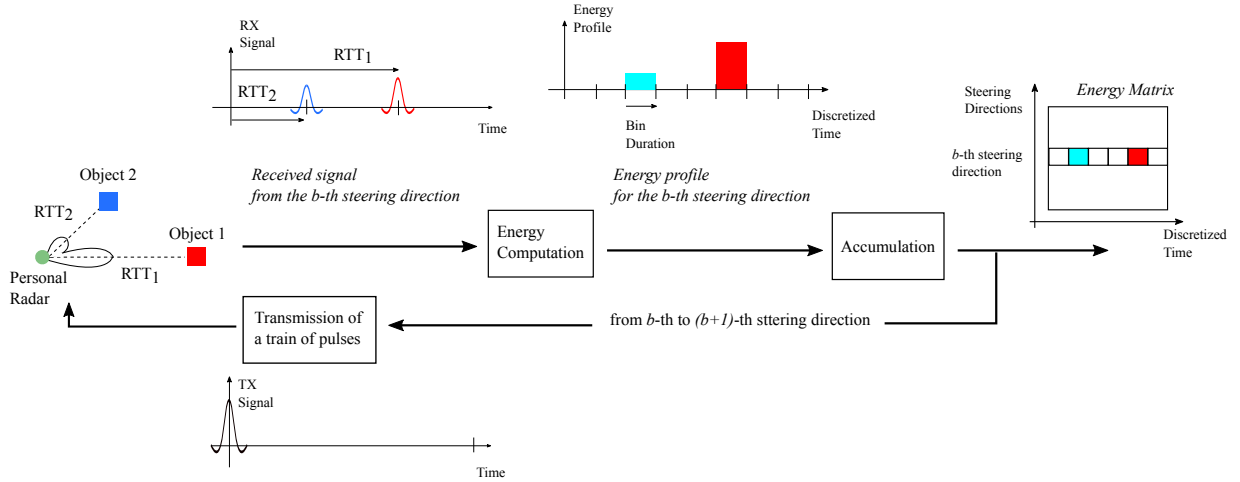 RX
Signal
RTT1
RTT2
Time
Energy
Profile
Bin
Duration
Discretized
Time
Steering
Directions
Energy Matrix
b-th steering
direction
Discretized
Time
Object 2
RTT2
Object 1
RTT1
Personal
Radar
Received signal
from the b-th steering direction
Energy profile
for the b-th steering direction
Energy
Computation
Accumulation
Transmission of
a train of pulses
from b-th to (b+1)-th sttering direction
TX
Signal
Time